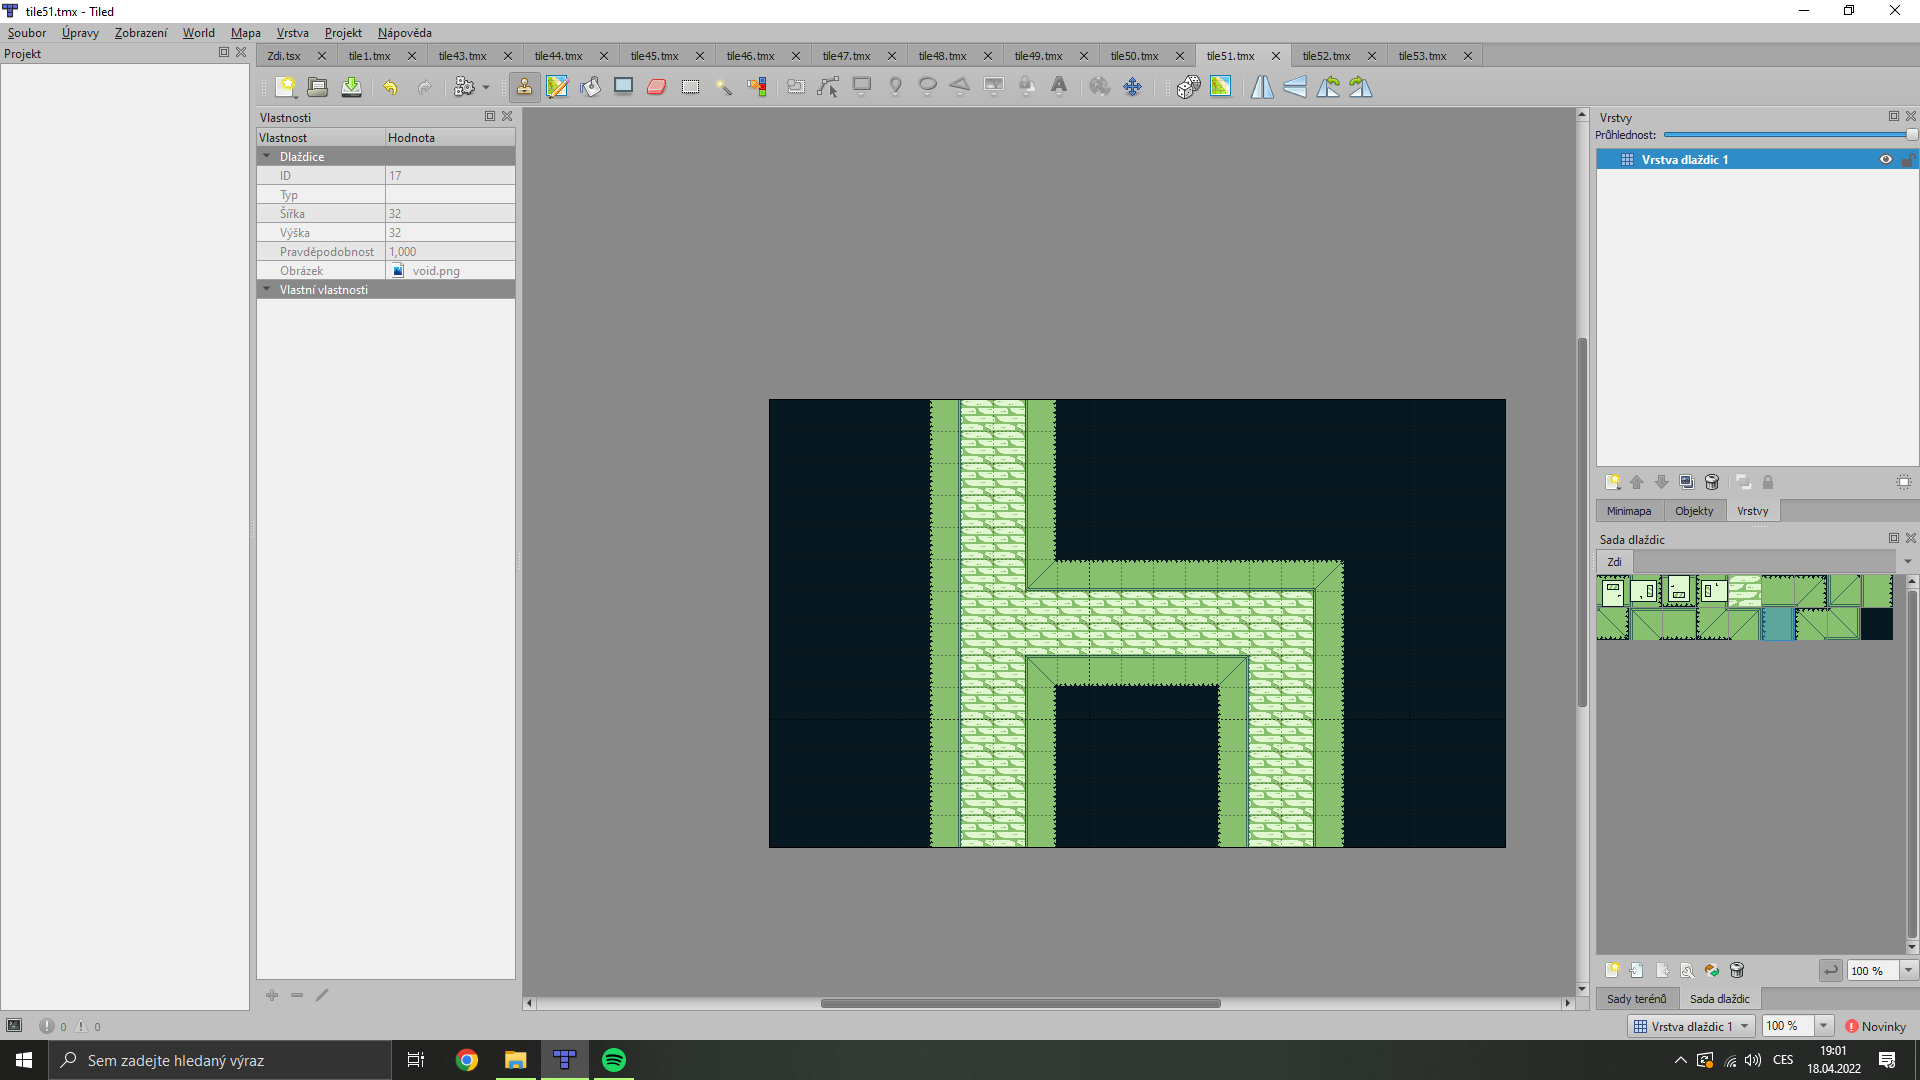 tile51.tmx - Tiled
Soubor Úpravy Zobrazení World Mapa Vrstva Projekt Nápověda
Projekt
Zdi.tsx tile1.tmx tile43.tmx tile44.tmx tile45.tmx tile46.tmx tile47.tmx tile48.tmx tile49.tmx tile50.tmx tile51.tmx tile52.tmx tile53.tmx
Vlastnosti
Vlastnost Hodnota
Dlaždice
ID 17
Typ
Šířka 32
Výška 32
Pravděpodobnost 1,000
Obrázek void.png
Vlastní vlastnosti
Vrstvy
Průhlednost:
Vrstva dlaždic 1
Minimapa Objekty Vrstvy
Sada dlaždic
Zdi
100 %
Sady terénů Sada dlaždic
0 0
Vrstva dlaždic 1 100 % Novinky
Sem zadejte hledaný výraz
CES
19:01
18.04.2022